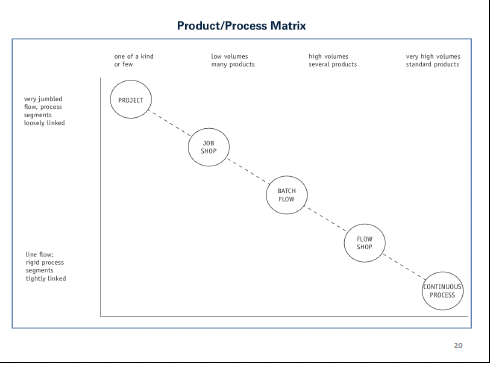 Product/Process Matrix
one of a kind
or few
low volumes
many products
high volumes
several products
very high volumes
standard products
very jumbled
flow, process
segments
loosely linked
PROJECT
JOB
SHOP
BATCH
FLOW
FLOW
SHOP
line flow;
rigid process
segments
tightly linked
CONTINUOUS
PROCESS
20